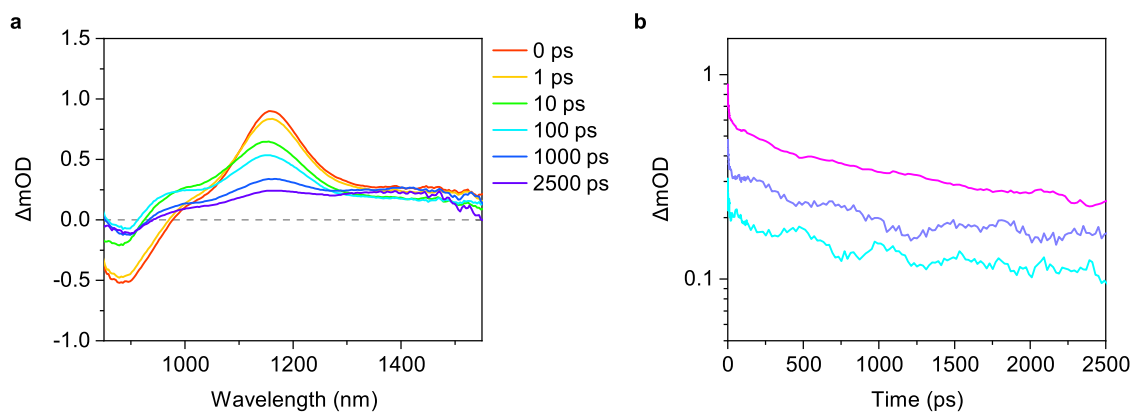 a
1.5
1.0
0.5
0.0
-0.5
-1.0
ΔmOD
1000
1200
1400
Wavelength (nm)
0 ps
1 ps
10 ps
100 ps
1000 ps
2500 ps
b
1
0.1
ΔmOD
0
500
1000
1500
2000
2500
Time (ps)